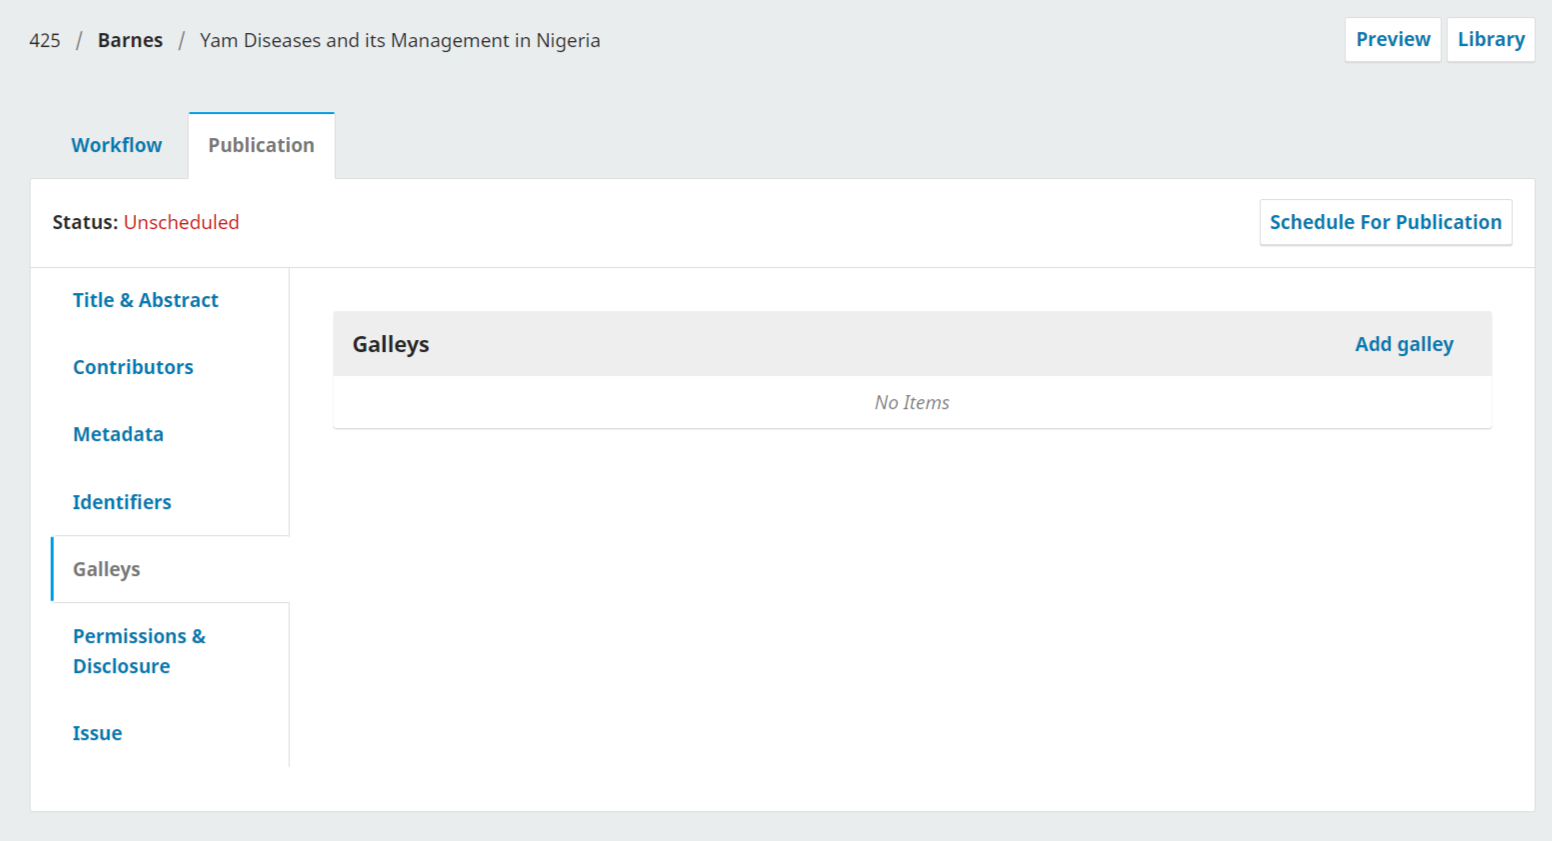 425 / Barnes / Yam Diseases and its Management in Nigeria
Preview
Library
Workflow
Publication
Status: Unscheduled
Schedule For Publication
Title & Abstract
Contributors
Metadata
Identifiers
Galleys
Permissions &
Disclosure
Issue
Galleys
Add galley
No Items